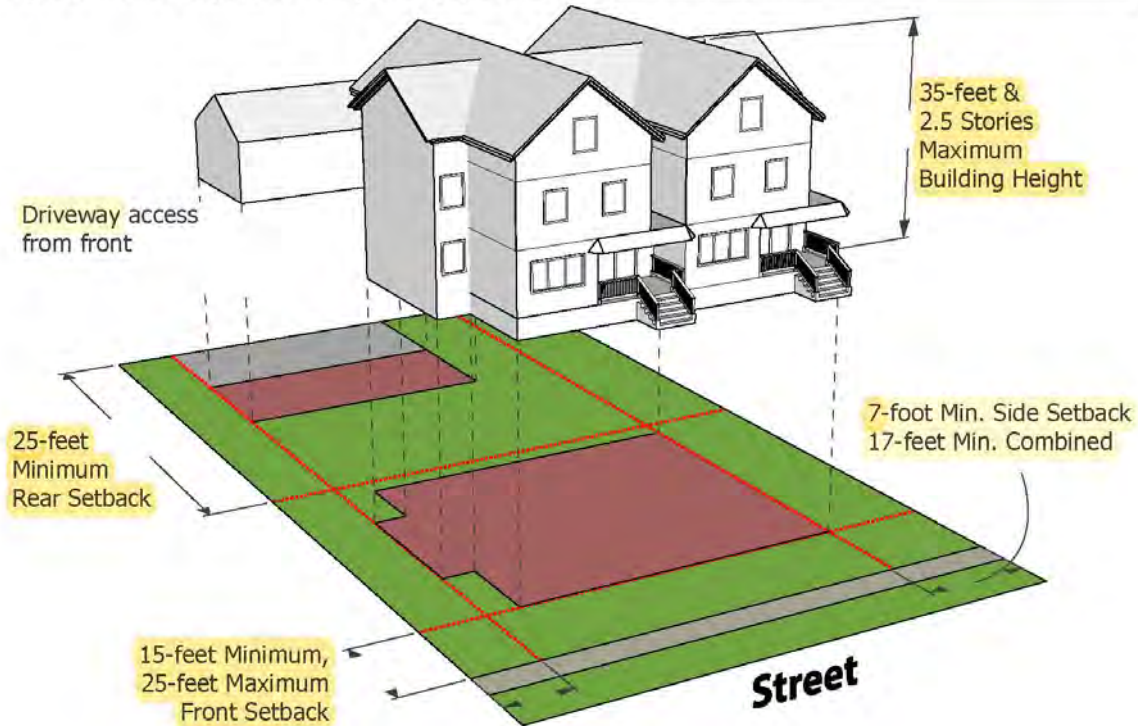 35-feet &
2.5 Stories
Maximum
Building Height
Driveway access
from front
7-foot Min. Side Setback
17-feet Min. Combined
25-feet
Minimum
Rear Setback
15-feet Minimum,
25-feet Maximum
Front Setback
Street